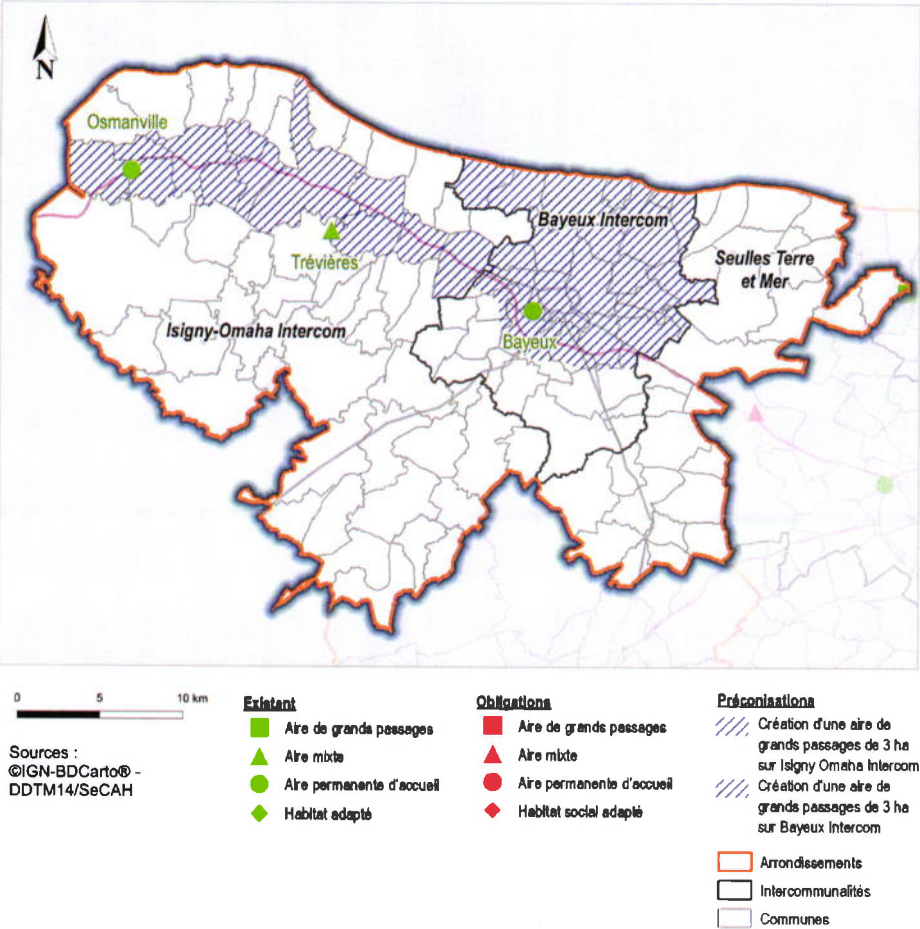 N
Osmanville
Bayeux Intercom
Trévières
Seulles Terre
et Mer
Isigny-Omaha Intercom
Bayeux
0 5 10 km
Sources :
©IGN-BDCarto® -
DDTM14/SeCAH
Existant
Aire de grands passages
Aire mixte
Aire permanente d'accueil
Habitat adapté
Obligations
Aire de grands passages
Aire mixte
Aire permanente d'accueil
Habitat social adapté
Préconisations
Création d'une aire de
grands passages de 3 ha
sur Isigny Omaha Intercom
Création d'une aire de
grands passages de 3 ha
sur Bayeux Intercom
Arrondissements
Intercommunalités
Communes